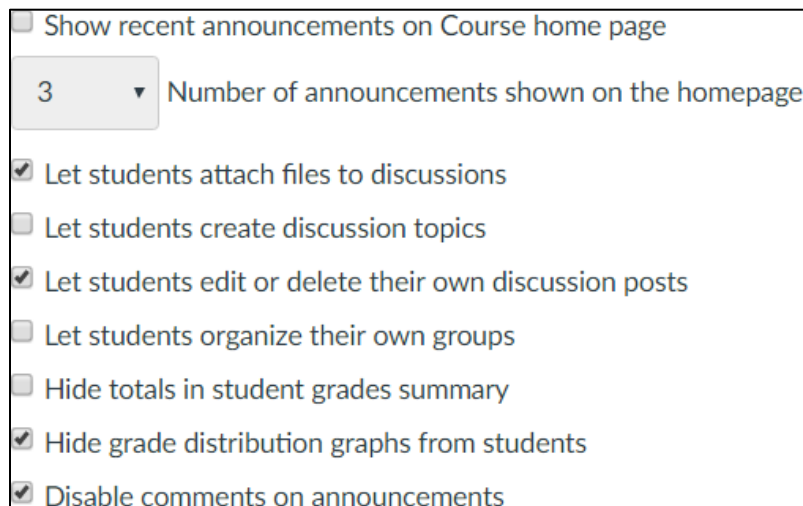 Show recent announcements on Course home page
3 Number of announcements shown on the homepage
Let students attach files to discussions
Let students create discussion topics
Let students edit or delete their own discussion posts
Let students organize their own groups
Hide totals in student grades summary
Hide grade distribution graphs from students
Disable comments on announcements